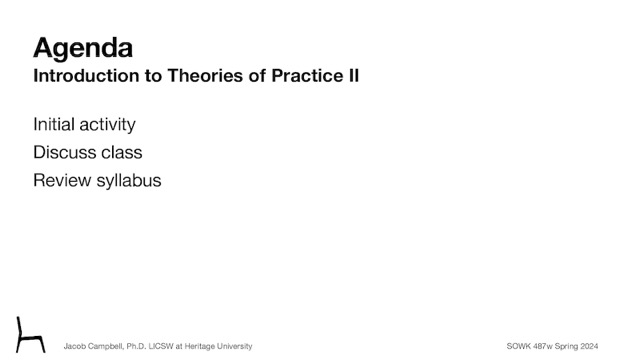 Agenda
Introduction to Theories of Practice II
Initial activity
Discuss class
Review syllabus
Jacob Campbell, Ph.D. LICSW at Heritage University
SOWK 487w Spring 2024